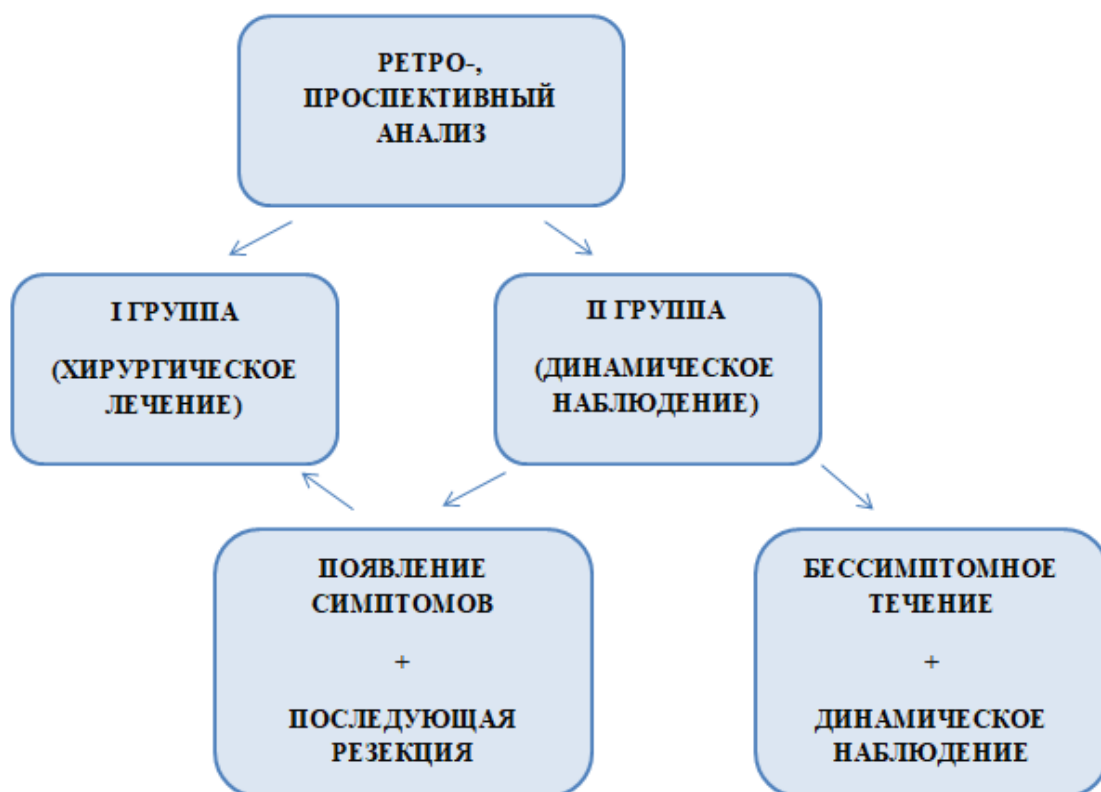 РЕТРО-,
ПРОСПЕКТИВНЫЙ
АНАЛИЗ
I ГРУППА
(ХИРУРГИЧЕСКОЕ
ЛЕЧЕНИЕ)
II ГРУППА
(ДИНАМИЧЕСКОЕ
НАБЛЮДЕНИЕ)
ПОЯВЛЕНИЕ
СИМПТОМОВ
+
ПОСЛЕДУЮЩАЯ
РЕЗЕКЦИЯ
БЕССИМПТОМНОЕ
ТЕЧЕНИЕ
+
ДИНАМИЧЕСКОЕ
НАБЛЮДЕНИЕ